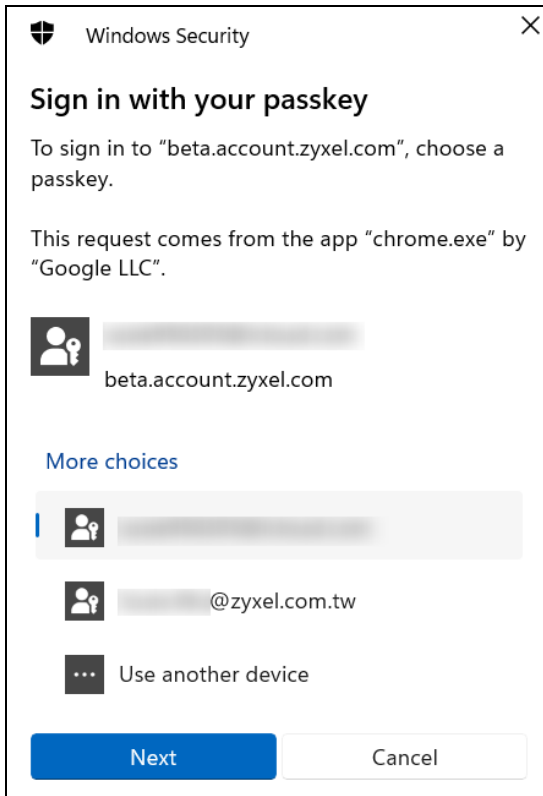 Windows Security
Sign in with your passkey
To sign in to “beta.account.zyxel.com”, choose a
passkey.
This request comes from the app “chrome.exe” by
“Google LLC”.
beta.account.zyxel.com
More choices
@zyxel.com.tw
Use another device
Next
Cancel